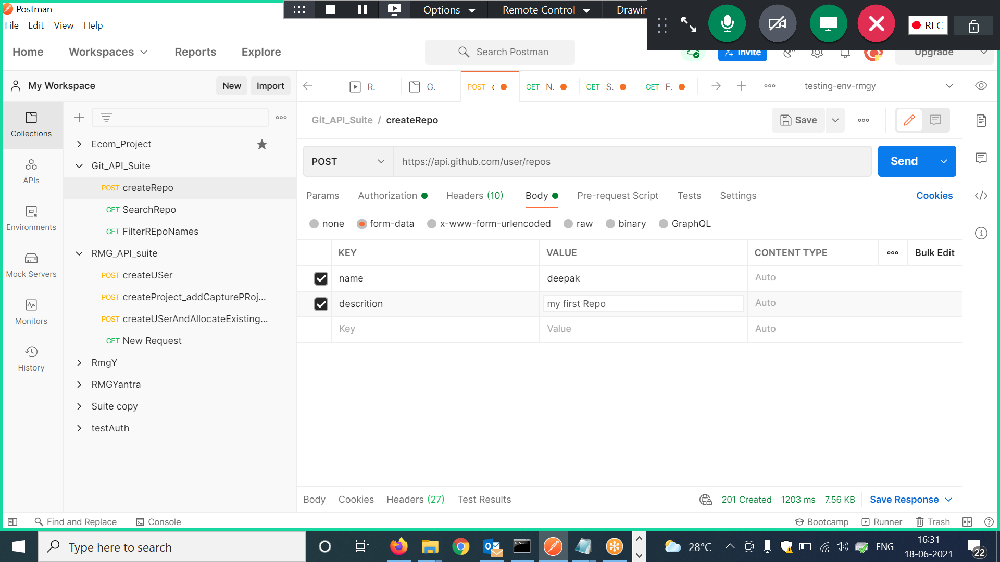 Postman
Options
Remote Control
Drawin
REC
File Edit View Help
Home Workspaces Reports Explore
Search Postman
Invite
Upgrade
My Workspace
New
Import
R.
G.
POST c
GET N.
GET S.
GET F.
testing-env-rmgy
Git_API_Suite / createRepo
Save
Collections
APIs
Environments
Mock Servers
Monitors
History
Ecom_Project
Git_API_Suite
POST createRepo
GET SearchRepo
GET FilterREpoNames
RMG_API_suite
POST createUSer
POST createProject_addCapturePRoj...
POST createUSerAndAllocateExisting...
GET New Request
RmgY
RMGYantra
Suite copy
testAuth
POST
https://api.github.com/user/repos
Send
Params Authorization Headers (10) Body Pre-request Script Tests Settings Cookies
none form-data x-www-form-urlencoded raw binary GraphQL
KEY VALUE CONTENT TYPE ooo Bulk Edit
name deepak Auto
descrition my first Repo Auto
Key Value Auto
Body Cookies Headers (27) Test Results
201 Created 1203 ms 7.56 KB Save Response
Find and Replace Console
Bootcamp Runner Trash
Type here to search
28°C
ENG
16:31
18-06-2021
22